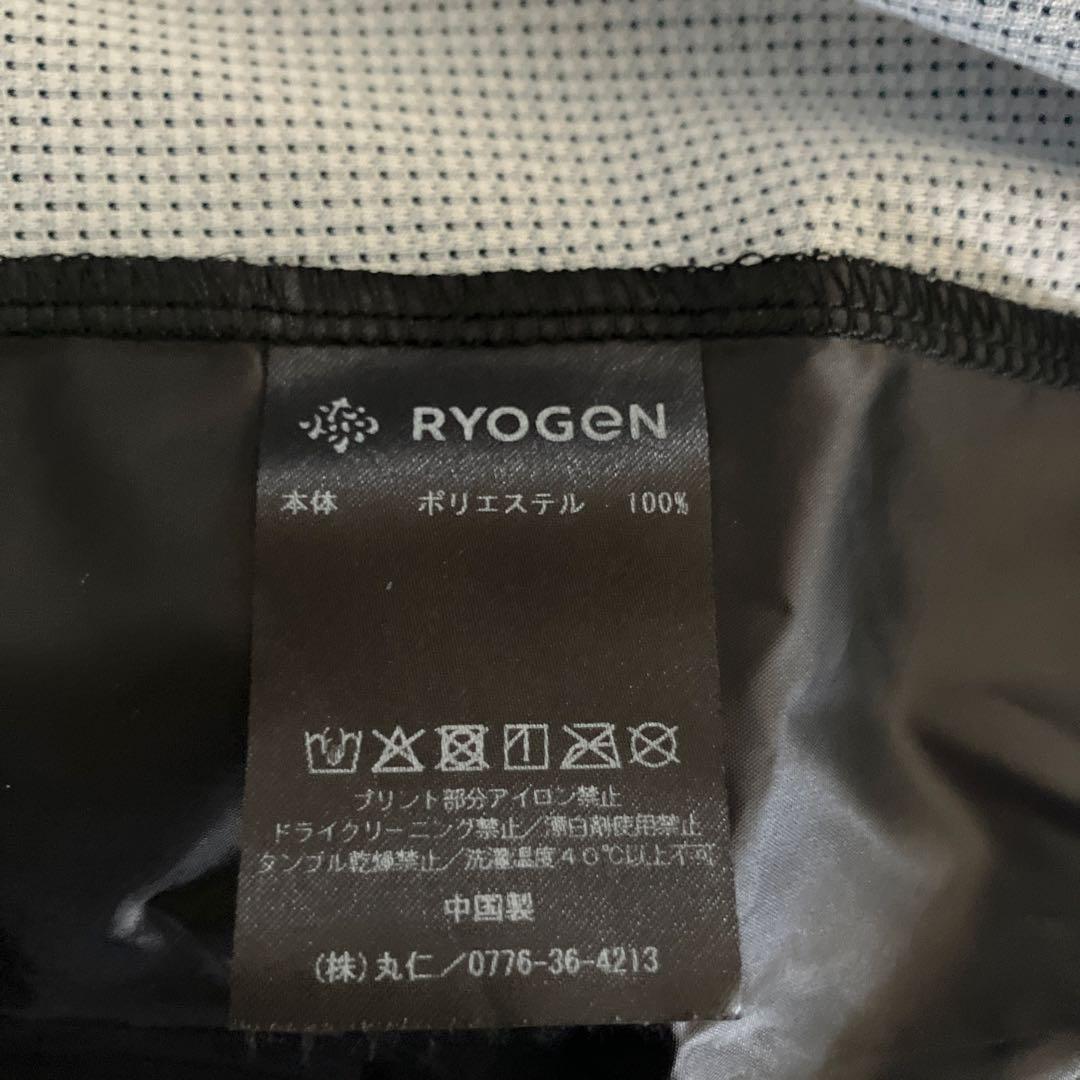 RYOGeN
本体 ポリエステル 100%
プリント部分アイロン禁止
ドライクリーニング禁止／漂白剤使用禁止
タンブル乾燥禁止／洗濯温度40℃以上不可
中国製
(株)丸仁／0776-36-4213